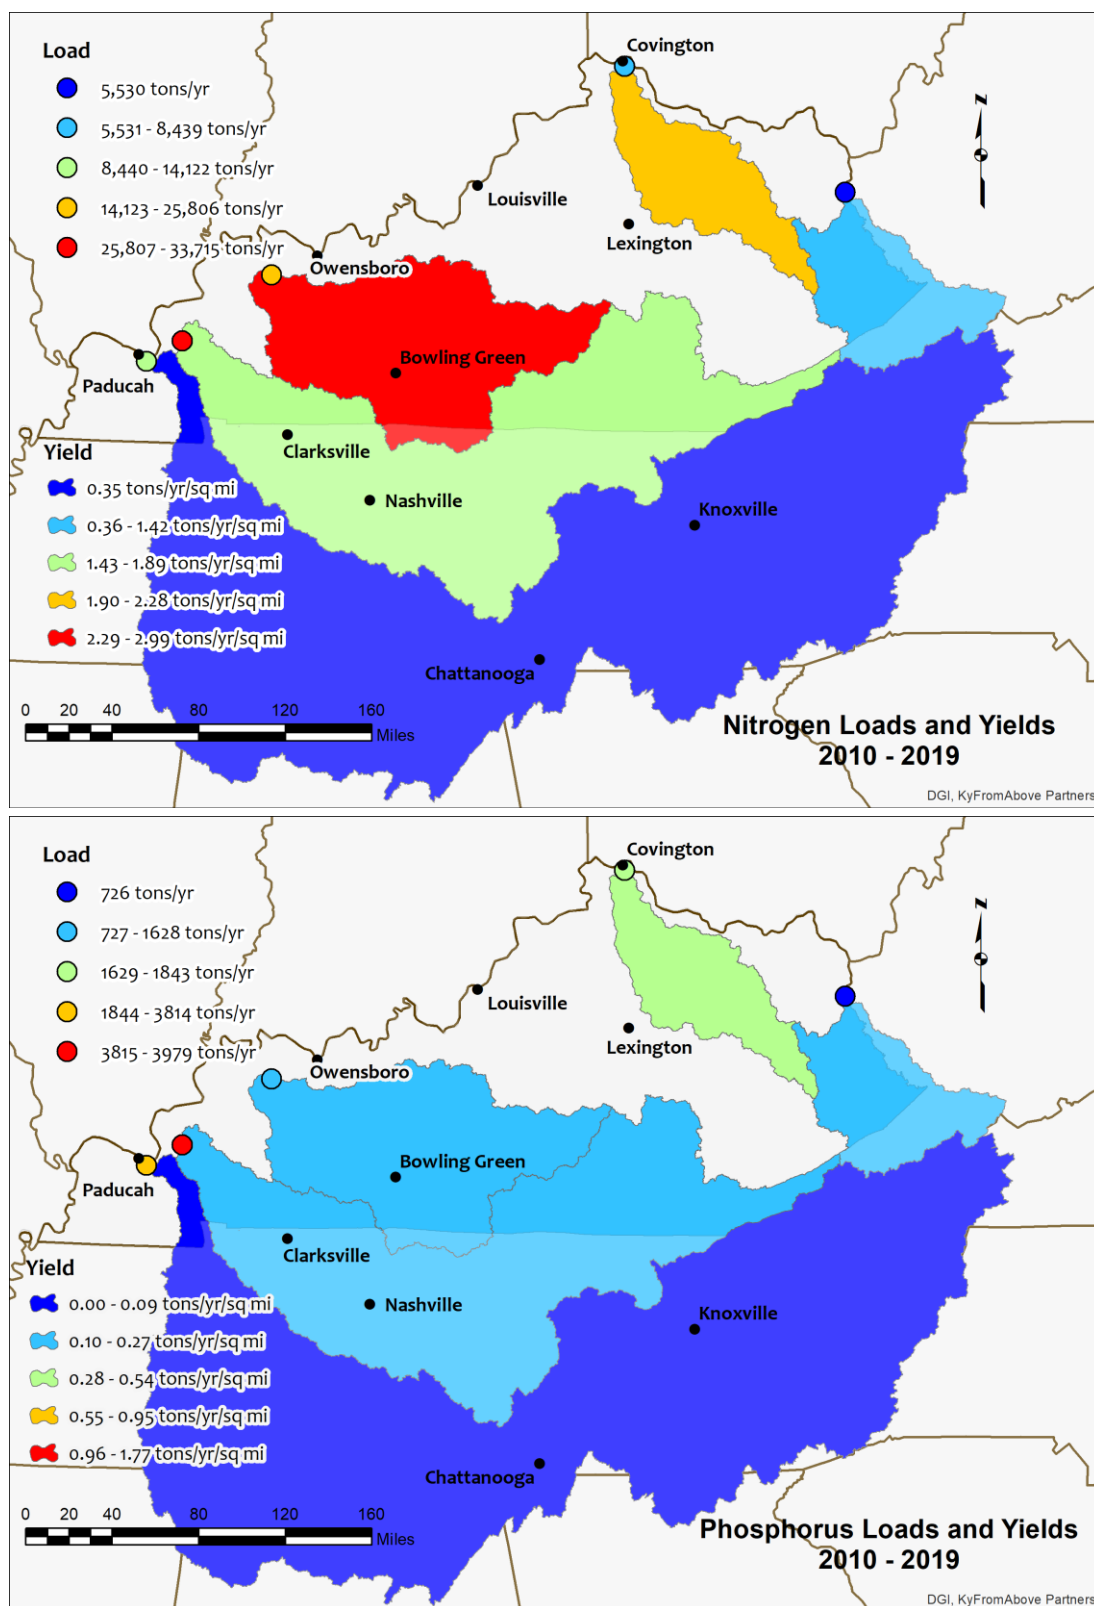 Load
5,530 tons/yr
5,531 - 8,439 tons/yr
8,440 - 14,122 tons/yr
14,123 - 25,806 tons/yr
25,807 - 33,715 tons/yr
Covington
N
Louisville
Lexington
Owensboro
Bowling Green
Paducah
Clarksville
Nashville
Knoxville
Chattanooga
Yield
0.35 tons/yr/sq mi
0.36 - 1.42 tons/yr/sq mi
1.43 - 1.89 tons/yr/sq mi
1.90 - 2.28 tons/yr/sq mi
2.29 - 2.99 tons/yr/sq mi
0 20 40 80 120 160
Miles
Nitrogen Loads and Yields
2010 - 2019
DGI, KyFromAbove Partners
Load
726 tons/yr
727 - 1628 tons/yr
1629 - 1843 tons/yr
1844 - 3814 tons/yr
3815 - 3979 tons/yr
Covington
N
Louisville
Lexington
Owensboro
Bowling Green
Paducah
Clarksville
Nashville
Knoxville
Chattanooga
Yield
0.00 - 0.09 tons/yr/sq mi
0.10 - 0.27 tons/yr/sq mi
0.28 - 0.54 tons/yr/sq mi
0.55 - 0.95 tons/yr/sq mi
0.96 - 1.77 tons/yr/sq mi
0 20 40 80 120 160
Miles
Phosphorus Loads and Yields
2010 - 2019
DGI, KyFromAbove Partners